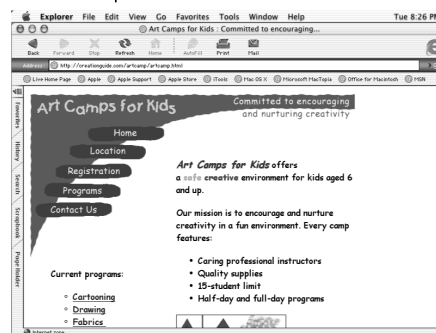 Explorer File Edit View Go Favorites Tools Window Help Tue 8:26 PM
Art Camps for Kids : Committed to encouraging...
Back Forward Stop Refresh Home AutoFill Print Mail
Address http://creationguide.com/artcamp/artcamp.html
Live Home Page Apple Apple Support Apple Store iTools Mac OS X Microsoft MacTopia Office for Macintosh MSN
Favorites
History
Search
Scrapbook
Page Holder
Art Camps for Kids
Committed to encouraging
and nurturing creativity
Home
Location
Registration
Programs
Contact Us
Art Camps for Kids offers
a safe creative environment for kids aged 6
and up.
Our mission is to encourage and nurture
creativity in a fun environment. Every camp
features:
• Caring professional instructors
• Quality supplies
• 15-student limit
• Half-day and full-day programs
Current programs:
◦ Cartooning
◦ Drawing
◦ Fabrics
Internet zone